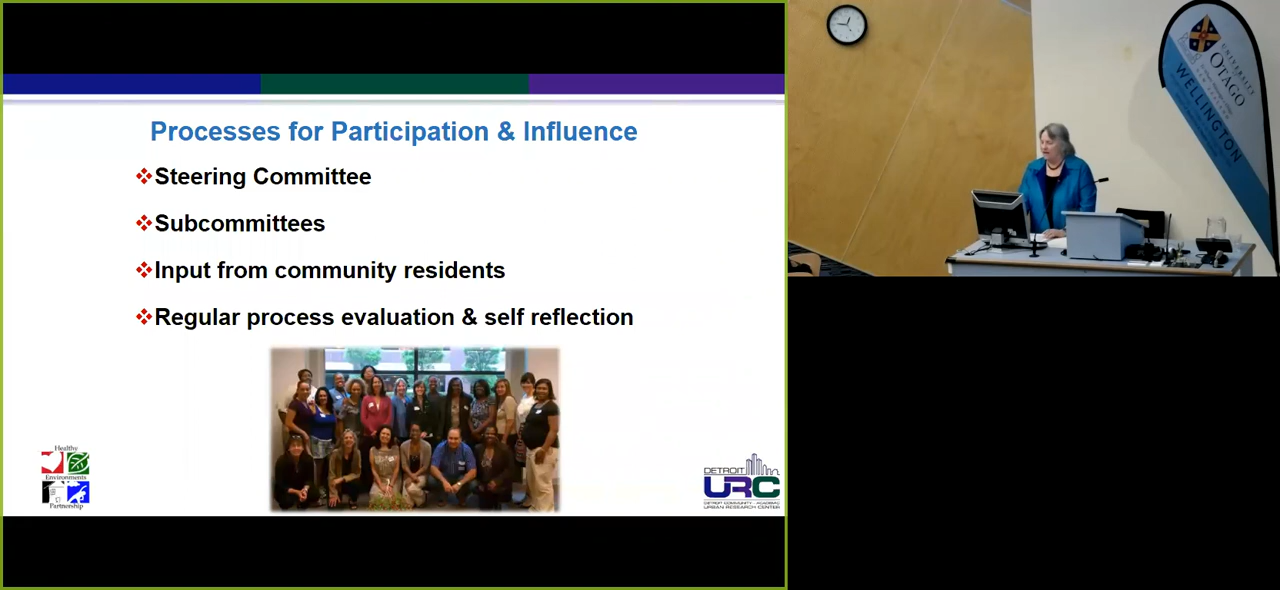 Processes for Participation & Influence
Steering Committee
Subcommittees
Input from community residents
Regular process evaluation & self reflection
Healthy
Environments
Partnership
DETROIT
URC
DETROIT COMMUNITY - ACADEMIC
URBAN RESEARCH CENTER
UNIVERSITY
OTAGO
WELLINGTON